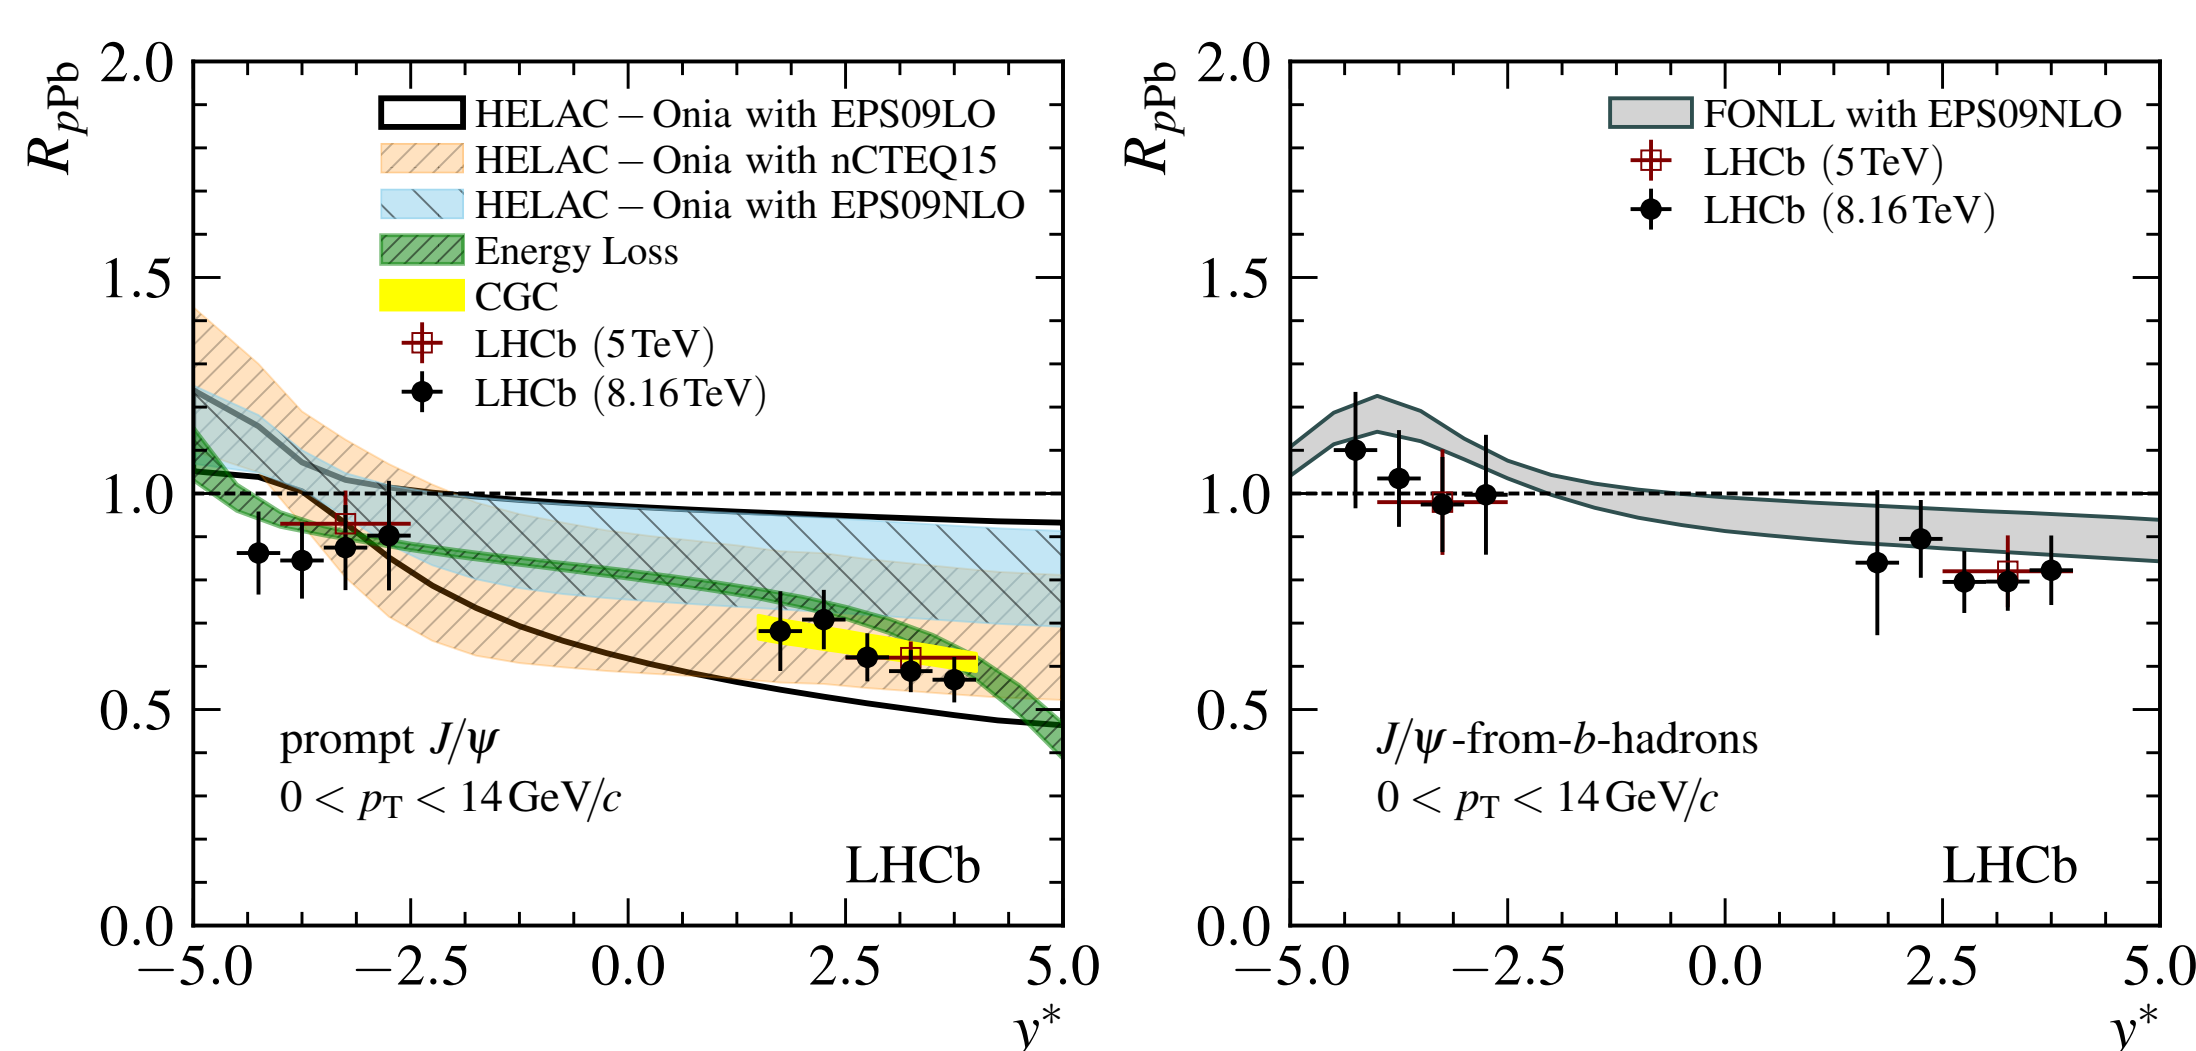 R_pPb
2.0
1.5
1.0
0.5
0.0
HELAC − Onia with EPS09LO
HELAC − Onia with nCTEQ15
HELAC − Onia with EPS09NLO
Energy Loss
CGC
LHCb (5 TeV)
LHCb (8.16 TeV)
prompt J/ψ
0 < p_T < 14 GeV/c
LHCb
−5.0 −2.5 0.0 2.5 5.0
y*
R_pPb
2.0
1.5
1.0
0.5
0.0
FONLL with EPS09NLO
LHCb (5 TeV)
LHCb (8.16 TeV)
J/ψ-from-b-hadrons
0 < p_T < 14 GeV/c
LHCb
−5.0 −2.5 0.0 2.5 5.0
y*